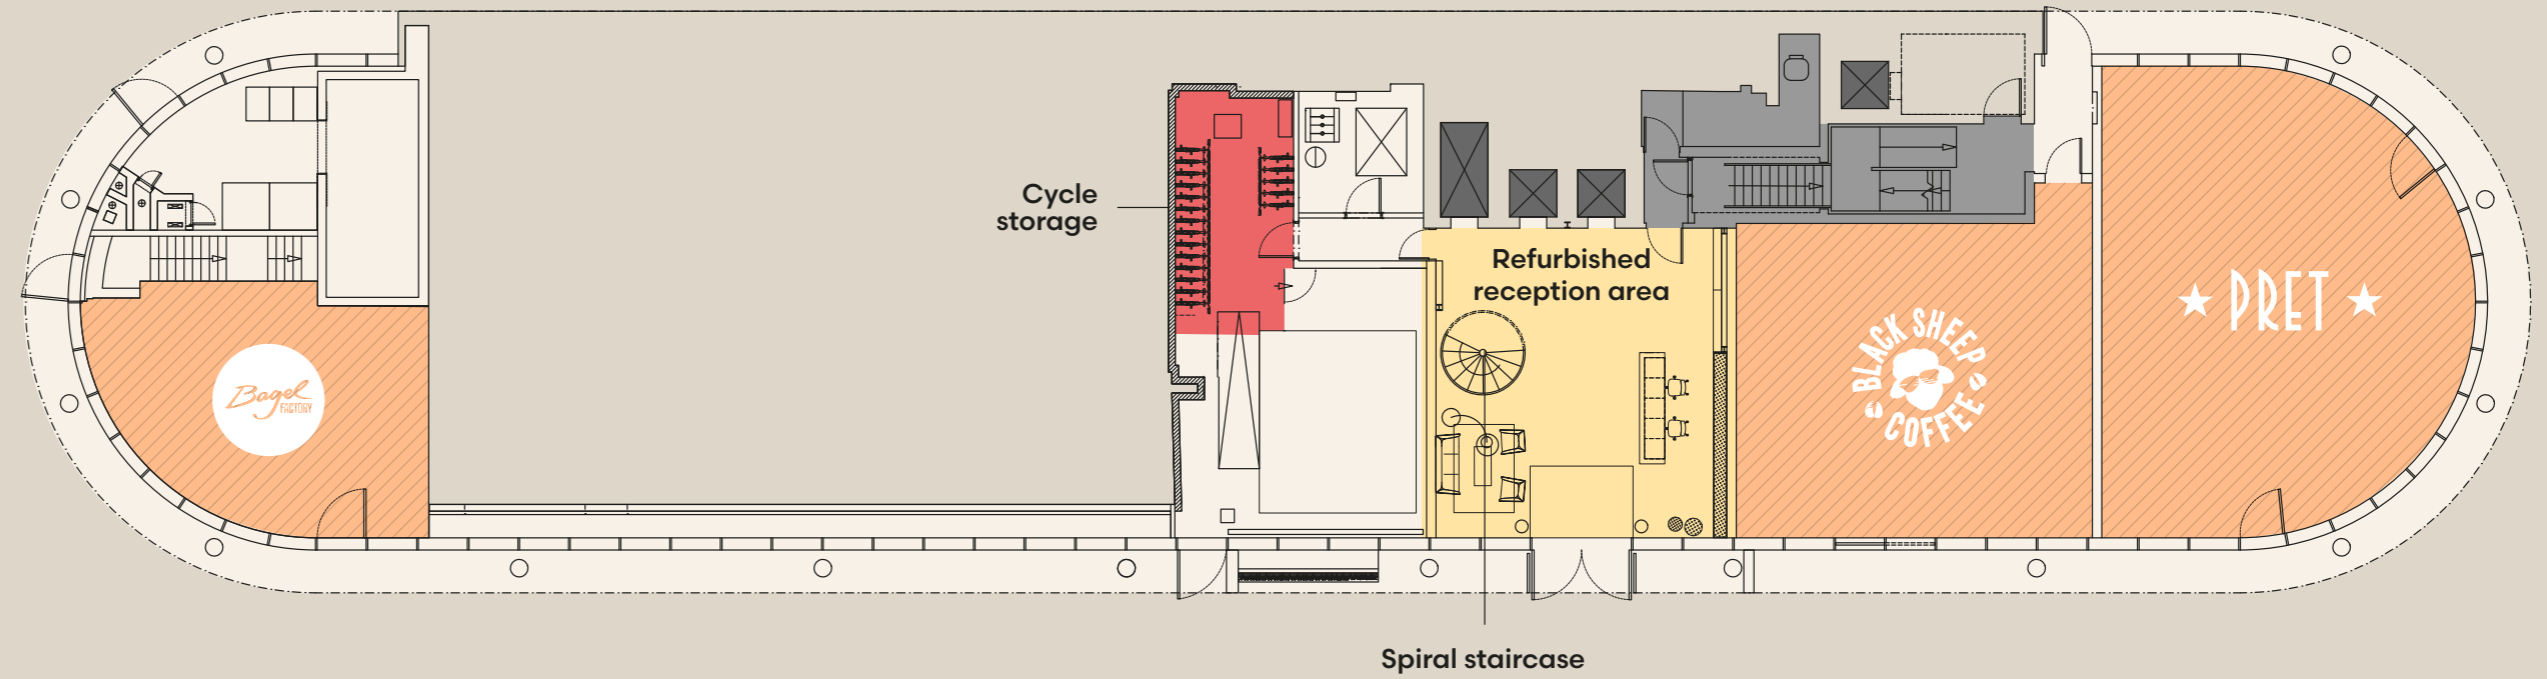 Cycle
storage
Refurbished
reception area
Bagel
FACTORY
BLACK SHEEP
COFFEE
PRET
Spiral staircase